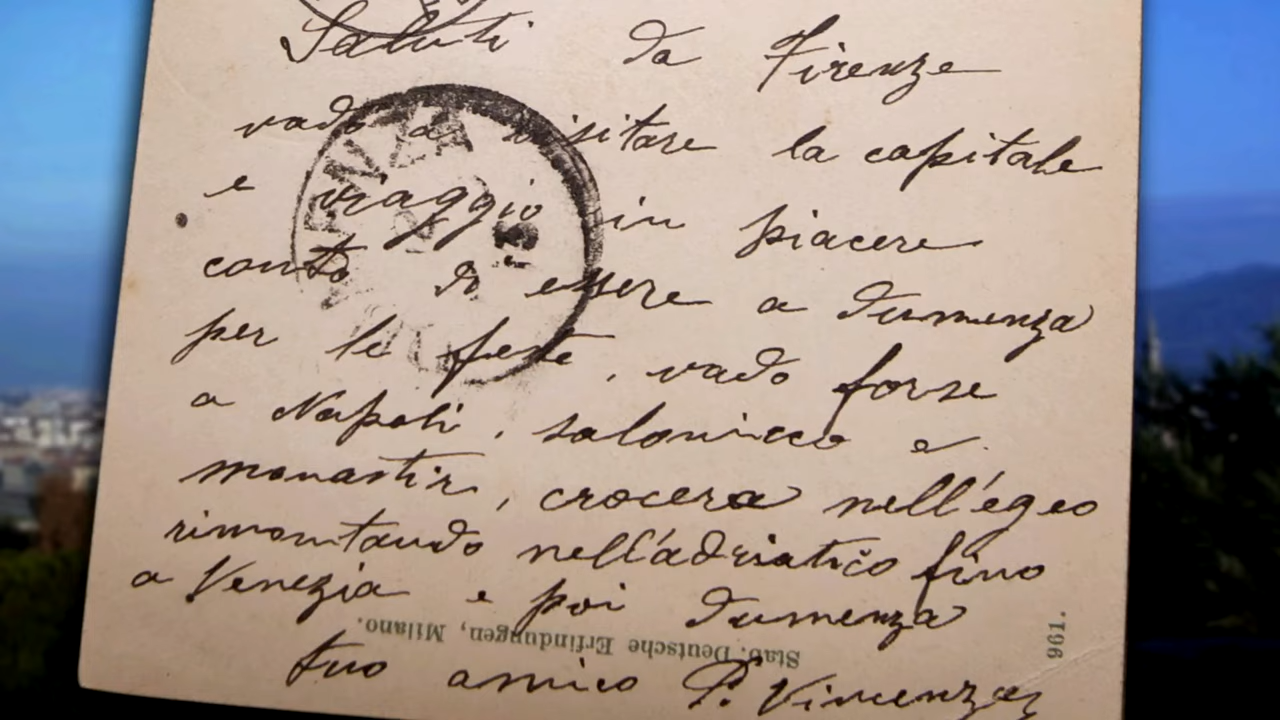 Saluti da Firenze
vado a visitare la capitale
e viaggio in piacere
conto di essere a Dumenza
per le feste, vado forse
a Napoli, salonicco e
monastir, crocera nell'égeo
rimontando nell'adriatico fino
a Venezia e poi Dumenza
Stab. Deutsche Erfindungen, Milano.
961.
tuo amico P. Vincenzo